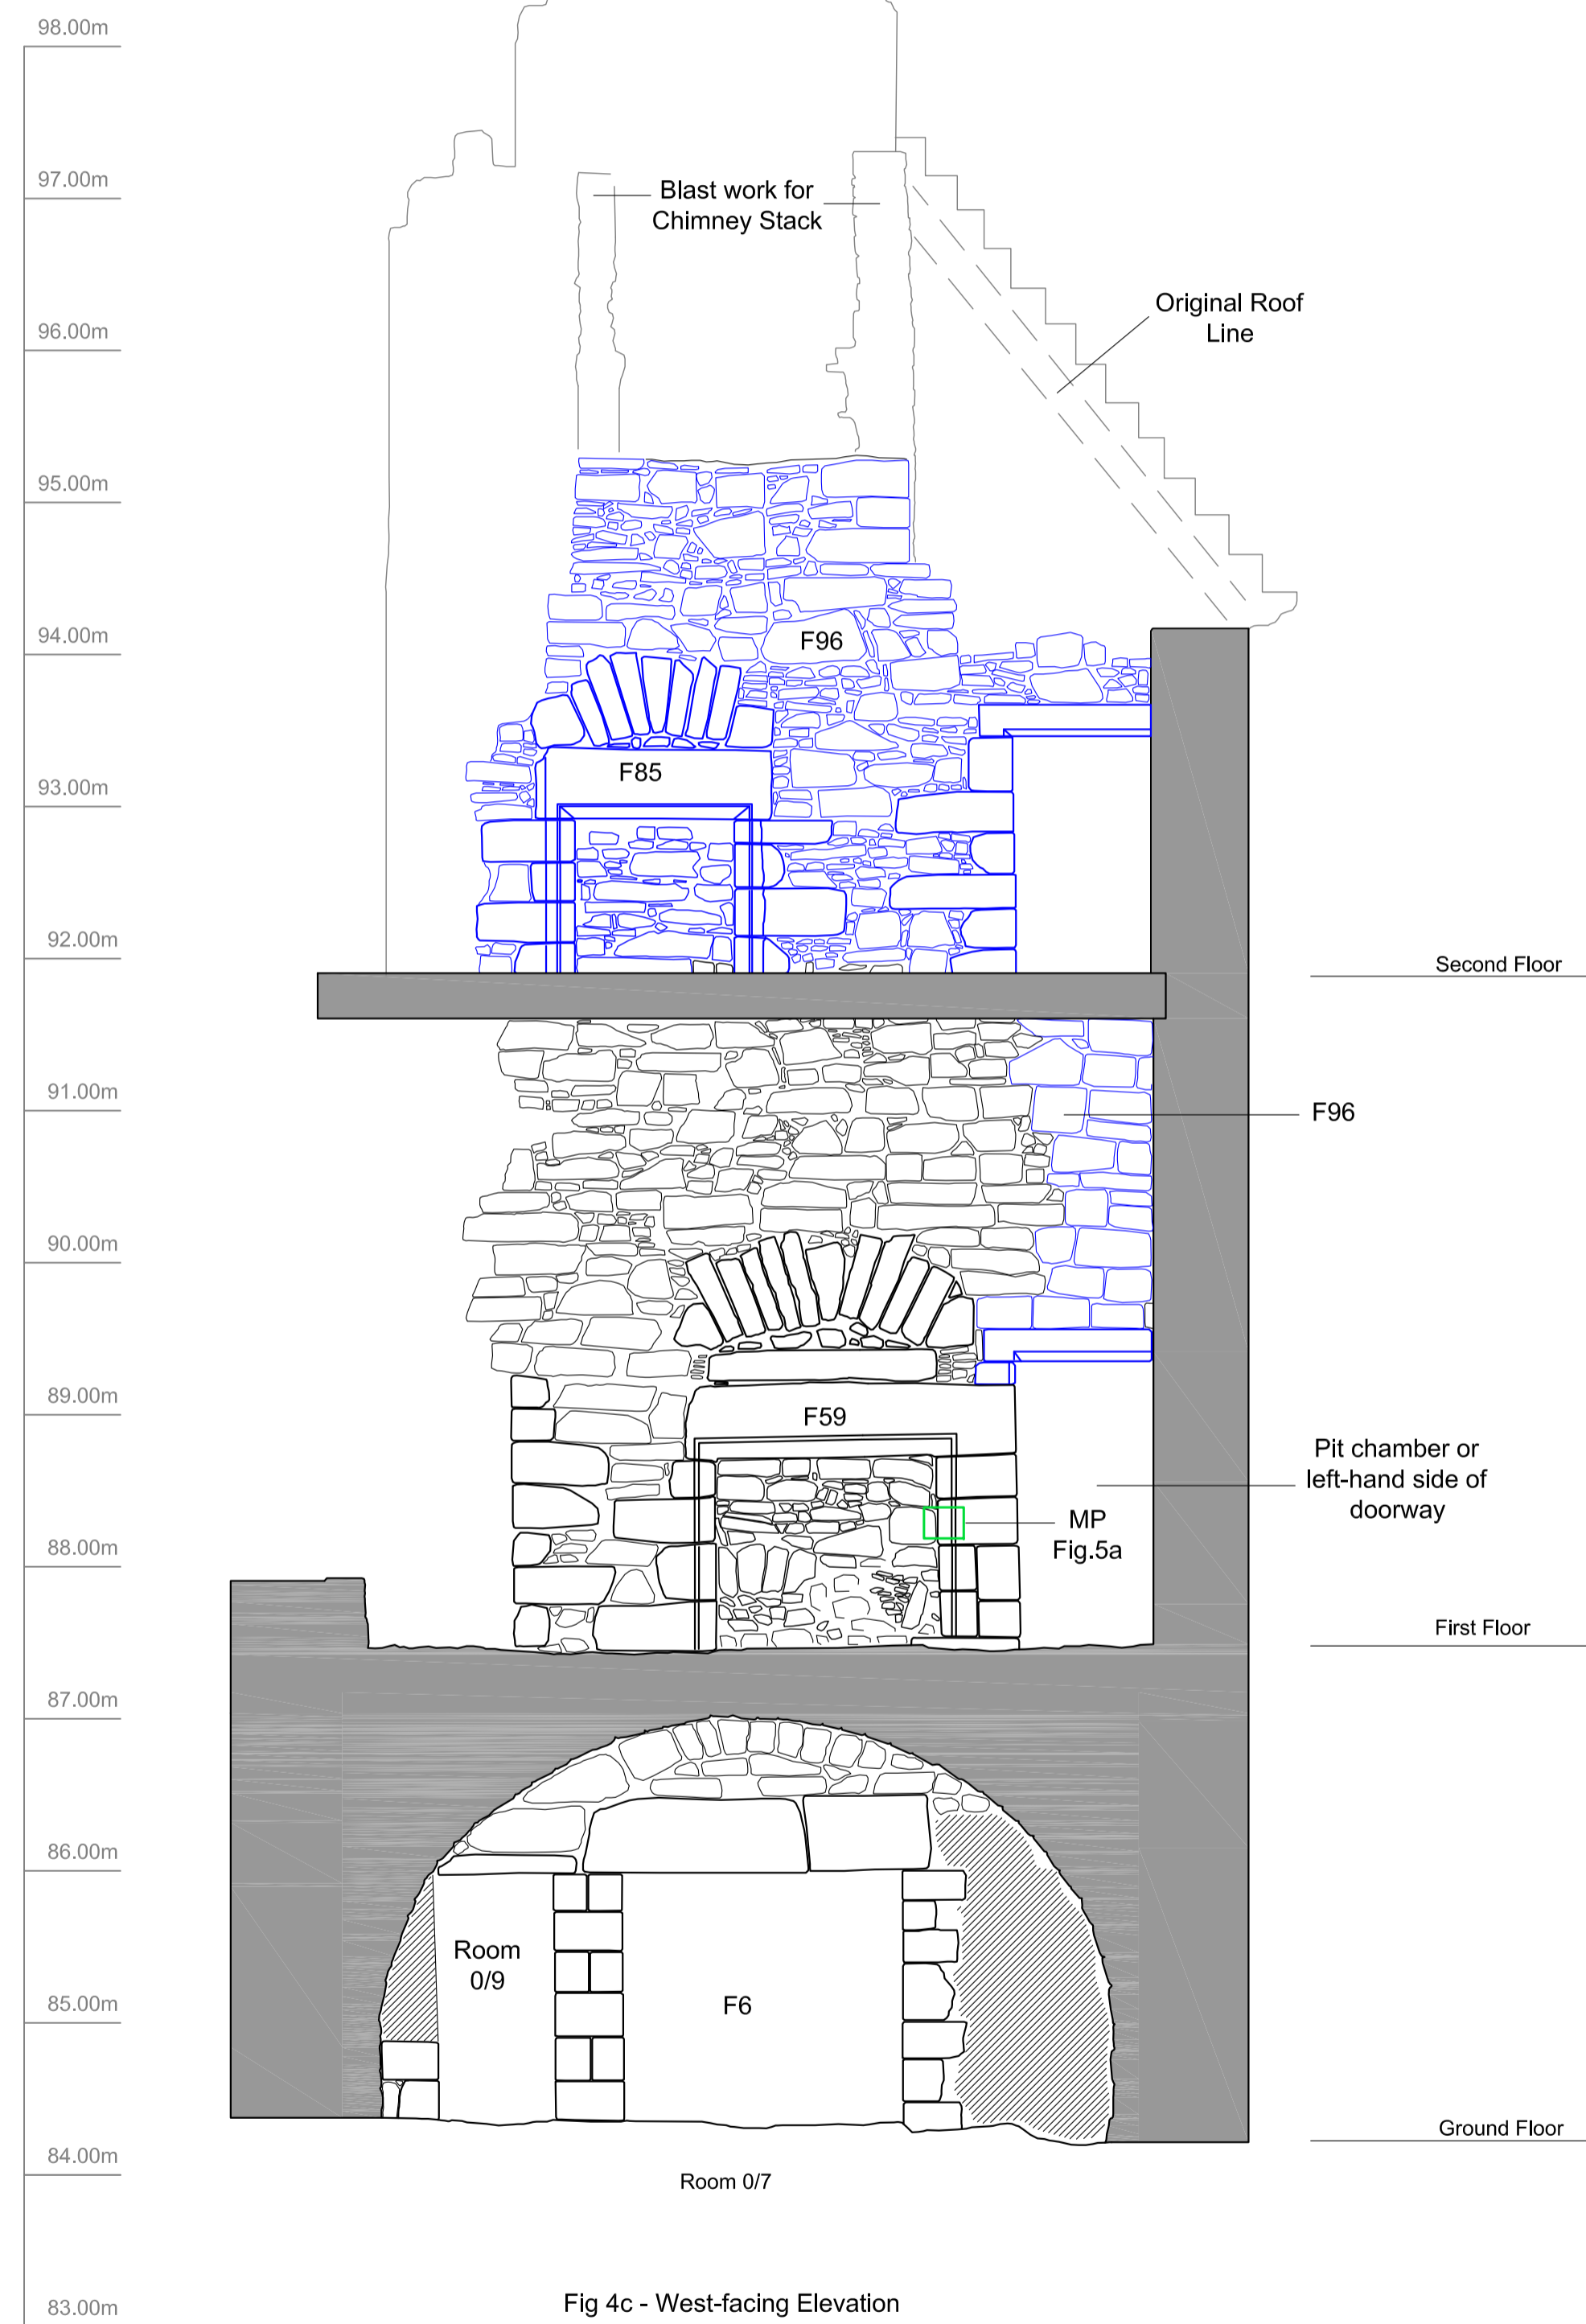 98.00m
97.00m
Blast work for
Chimney Stack
Original Roof
Line
96.00m
95.00m
94.00m
F96
F85
93.00m
92.00m
Second Floor
91.00m
F96
90.00m
89.00m
F59
Pit chamber or
left-hand side of
doorway
MP
Fig.5a
88.00m
First Floor
87.00m
86.00m
Room
0/9
F6
85.00m
Ground Floor
84.00m
Room 0/7
83.00m
Fig 4c - West-facing Elevation